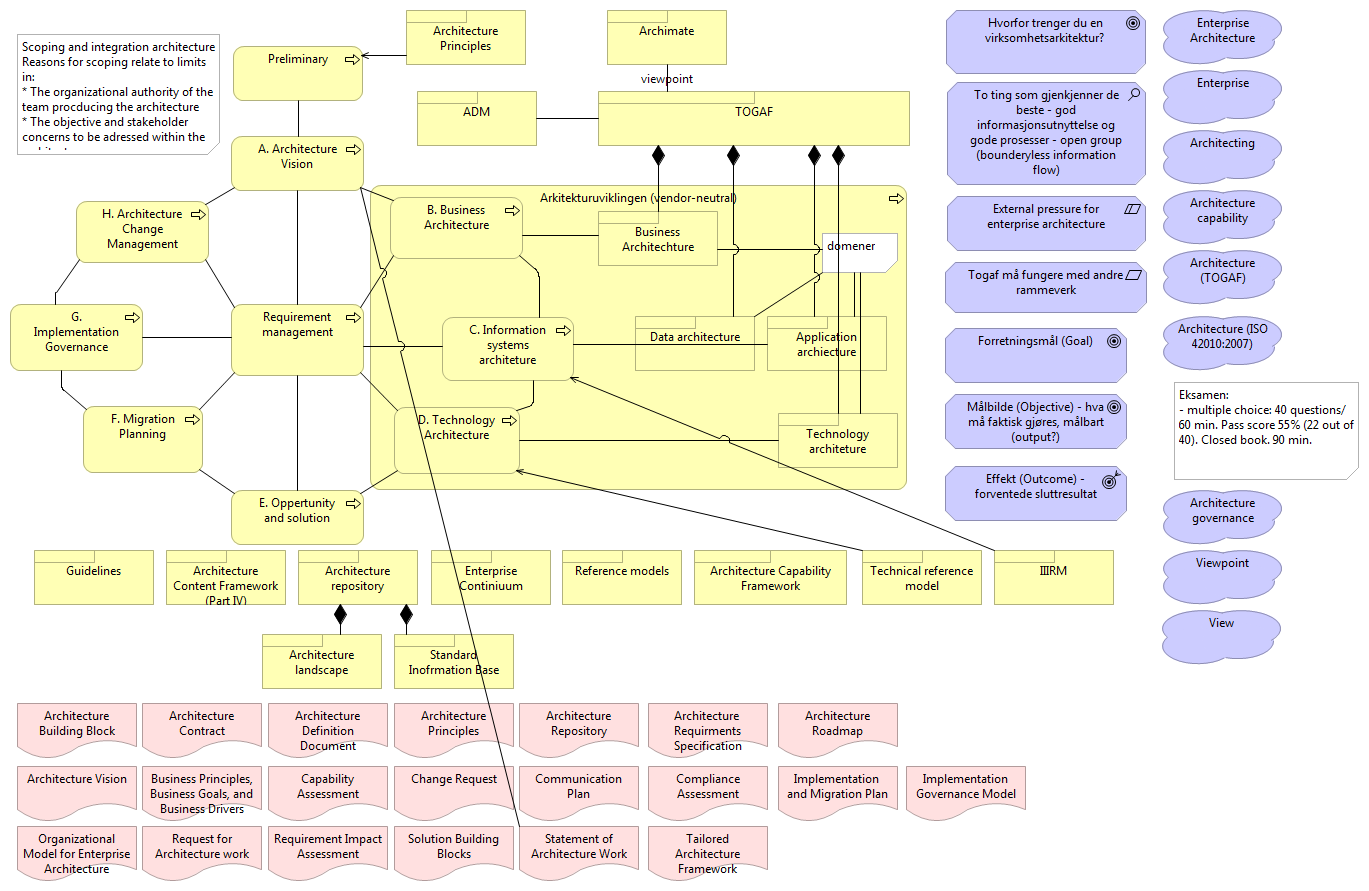 Scoping and integration architecture
Reasons for scoping relate to limits
in:
* The organizational authority of the
team procducing the architecture
* The objective and stakeholder
concerns to be adressed within the
Preliminary
Architecture
Principles
Archimate
viewpoint
ADM
TOGAF
A. Architecture
Vision
H. Architecture
Change
Management
G.
Implementation
Governance
Requirement
management
F. Migration
Planning
E. Oppertunity
and solution
Arkitekturuviklingen (vendor-neutral)
B. Business
Architecture
Business
Architechture
domener
C. Information
systems
architeture
Data architecture
Application
archiecture
D. Technology
Architecture
Technology
architeture
Hvorfor trenger du en
virksomhetsarkitektur?
To ting som gjenkjenner de
beste - god
informasjonsutnyttelse og
gode prosesser - open group
(bounderyless information
flow)
External pressure for
enterprise architecture
Togaf må fungere med andre
rammeverk
Forretningsmål (Goal)
Målbilde (Objective) - hva
må faktisk gjøres, målbart
(output?)
Effekt (Outcome) -
forventede sluttresultat
Enterprise
Architecture
Enterprise
Architecting
Architecture
capability
Architecture
(TOGAF)
Architecture (ISO
42010:2007)
Eksamen:
- multiple choice: 40 questions/
60 min. Pass score 55% (22 out of
40). Closed book. 90 min.
Architecture
governance
Viewpoint
View
Guidelines
Architecture
Content Framework
(Part IV)
Architecture
repository
Enterprise
Continiuum
Reference models
Architecture Capability
Framework
Technical reference
model
IIIRM
Architecture
landscape
Standard
Inofrmation Base
Architecture
Building Block
Architecture
Contract
Architecture
Definition
Document
Architecture
Principles
Architecture
Repository
Architecture
Requirments
Specification
Architecture
Roadmap
Architecture Vision
Business Principles,
Business Goals, and
Business Drivers
Capability
Assessment
Change Request
Communication
Plan
Compliance
Assessment
Implementation
and Migration Plan
Implementation
Governance Model
Organizational
Model for Enterprise
Architecture
Request for
Architecture work
Requirement Impact
Assessment
Solution Building
Blocks
Statement of
Architecture Work
Tailored
Architecture
Framework